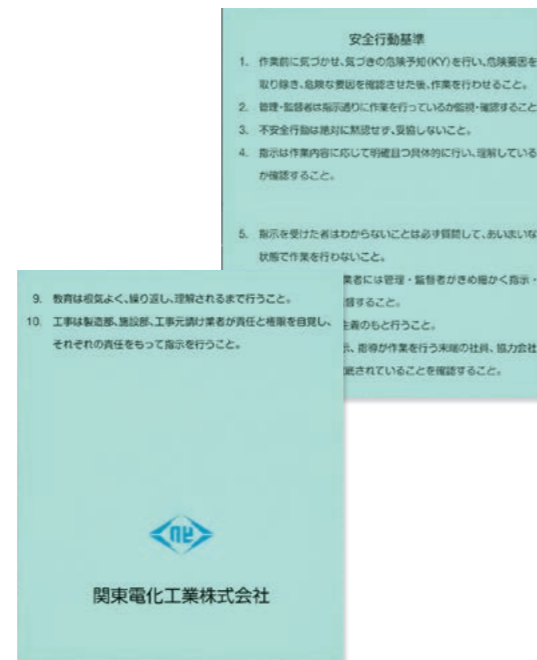 安全行動基準
1. 作業前に気づかせ、気づきの危険予知(KY)を行い、危険要因を
取り除き、危険な要因を確認させた後、作業を行わせること。
2. 管理・監督者は指示通りに作業を行っているか監視・確認すること
3. 不安全行動は絶対に黙認せず、妥協しないこと。
4. 指示は作業内容に応じて明確且つ具体的に行い、理解している
か確認すること。
5. 指示を受けた者はわからないことは必ず質問して、あいまいな
状態で作業を行わないこと。
業者には管理・監督者がきめ細かく指示・
督すること。
主義のもと行うこと。
示、指導が作業を行う末端の社員、協力会社
底されていることを確認すること。
9. 教育は根気よく、繰り返し、理解されるまで行うこと。
10. 工事は製造部、施設部、工事元請け業者が責任と権限を自覚し、
それぞれの責任をもって指示を行うこと。
関東電化工業株式会社